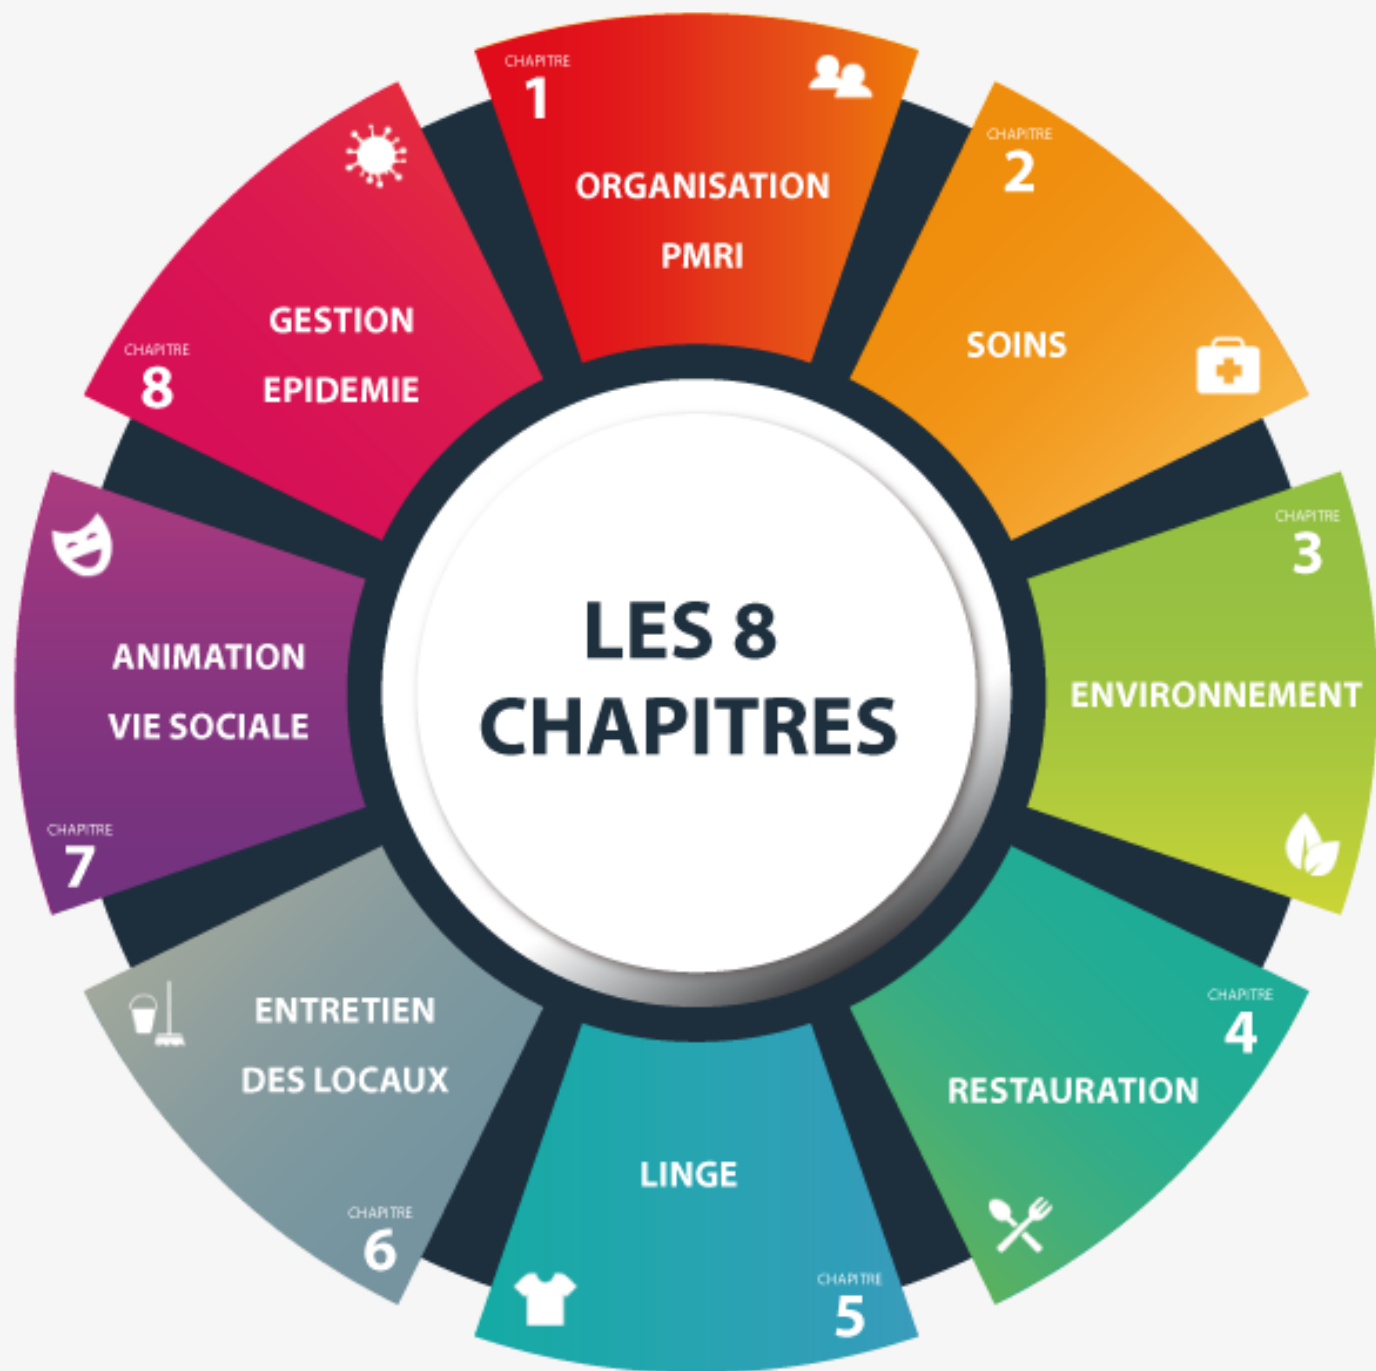 LES 8
CHAPITRES
CHAPITRE
1
ORGANISATION
PMRI
CHAPITRE
2
SOINS
CHAPITRE
3
ENVIRONNEMENT
CHAPITRE
4
RESTAURATION
LINGE
CHAPITRE
5
ENTRETIEN
DES LOCAUX
CHAPITRE
6
ANIMATION
VIE SOCIALE
CHAPITRE
7
GESTION
EPIDEMIE
CHAPITRE
8